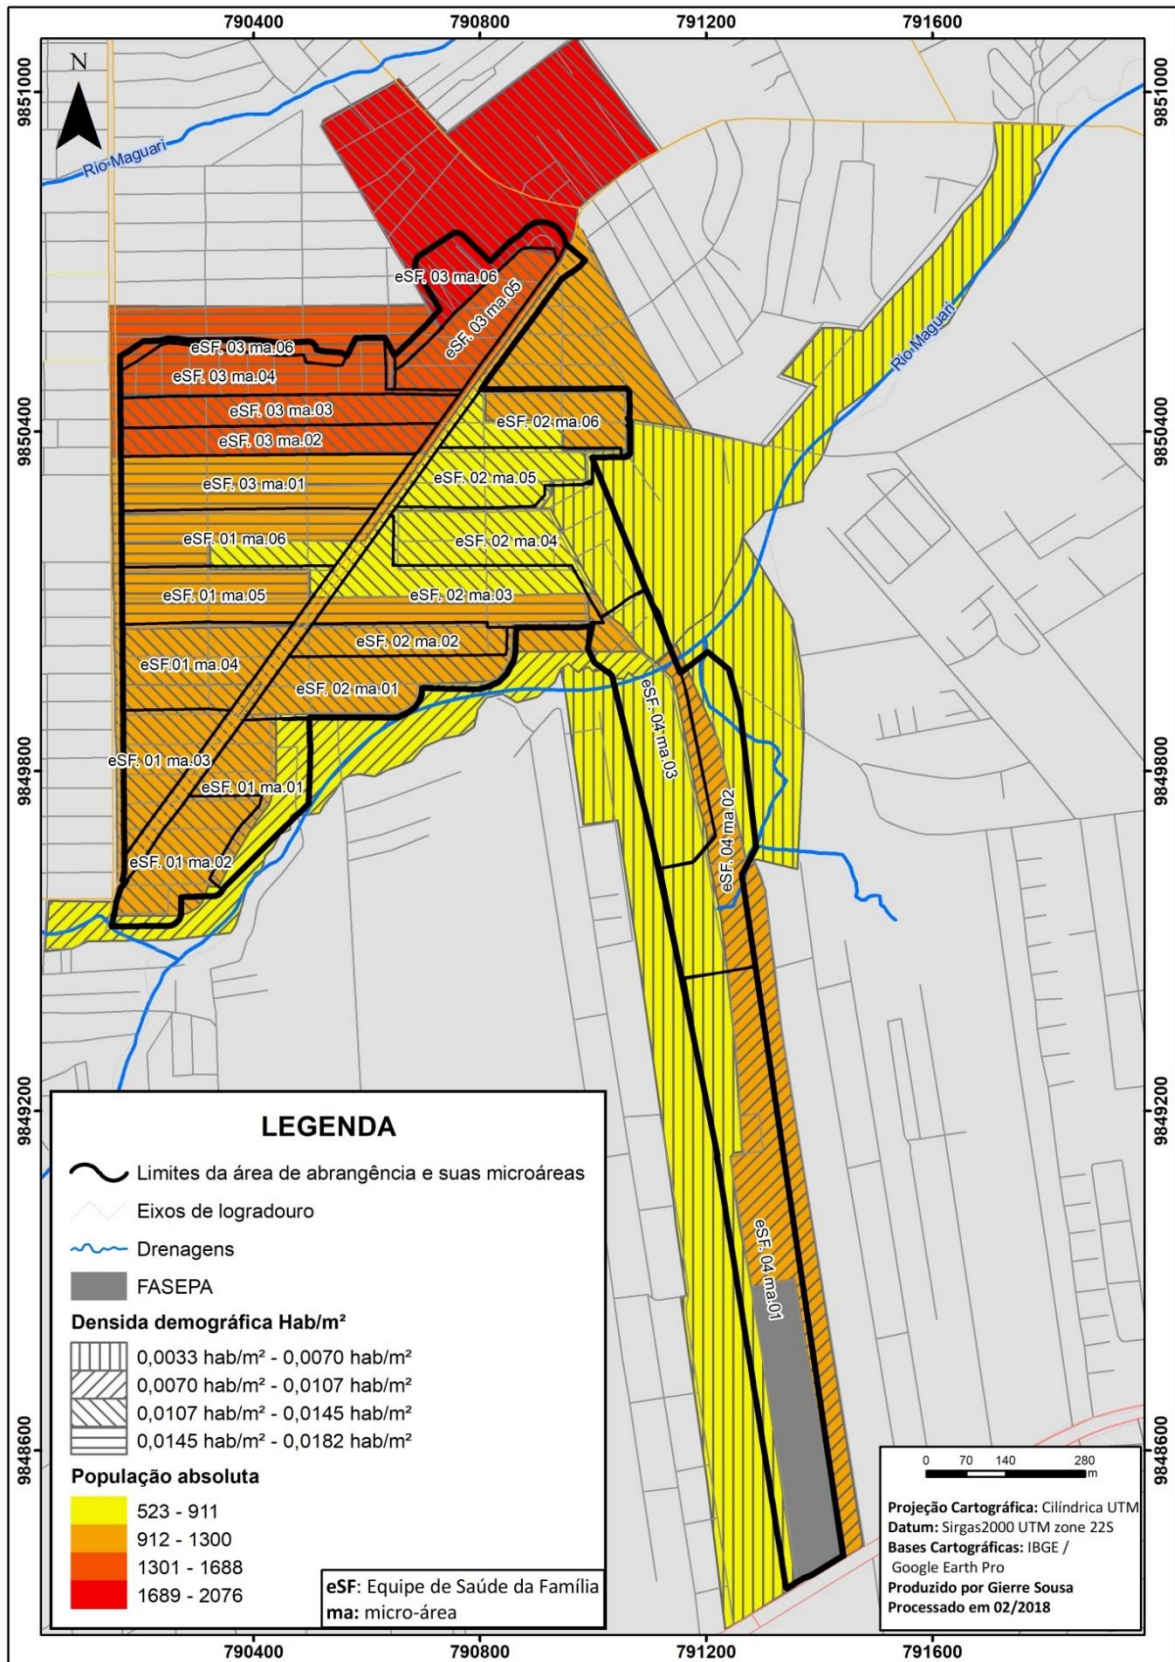 790400 790800 791200 791600
9851000
9851000
N
Rio Maguari
eSF. 03 ma.06
eSF. 03 ma.05
eSF. 03 ma.06
eSF. 03 ma.04
Rio Maguari
eSF. 03 ma.03
9850400
eSF. 02 ma.06
9850400
eSF. 03 ma.02
eSF. 03 ma.01
eSF. 02 ma.05
eSF. 01 ma.06
eSF. 02 ma.04
eSF. 01 ma.05
eSF. 02 ma.03
eSF. 02 ma.02
eSF.01 ma.04
eSF. 02 ma.01
eSF. 04 ma.03
9849800
eSF. 01 ma.03
9849800
eSF. 01 ma.01
eSF. 04 ma.02
eSF. 01 ma.02
9849200
9849200
eSF. 04 ma.01
LEGENDA
Limites da área de abrangência e suas microáreas
Eixos de logradouro
Drenagens
FASEPA
Densida demográfica Hab/m²
0,0033 hab/m² - 0,0070 hab/m²
0,0070 hab/m² - 0,0107 hab/m²
0,0107 hab/m² - 0,0145 hab/m²
0,0145 hab/m² - 0,0182 hab/m²
População absoluta
523 - 911
912 - 1300
1301 - 1688
1689 - 2076
eSF: Equipe de Saúde da Família
ma: micro-área
9848600
9848600
0 70 140 280
m
Projeção Cartográfica: Cilíndrica UTM
Datum: Sirgas2000 UTM zone 22S
Bases Cartográficas: IBGE /
Google Earth Pro
Produzido por Gierre Sousa
Processado em 02/2018
790400 790800 791200 791600